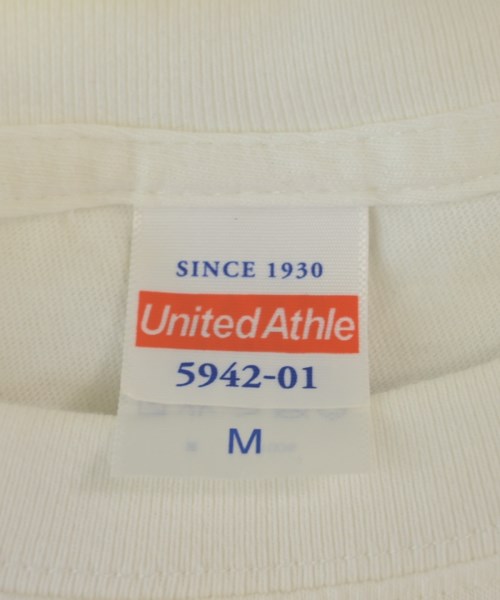 SINCE 1930
United Athle
5942-01
M